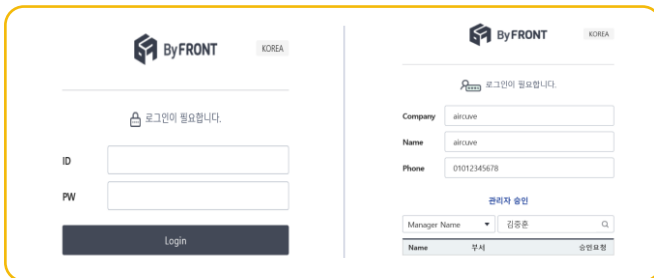 ByFRONT
KOREA
로그인이 필요합니다.
ID
PW
Login
ByFRONT
KOREA
로그인이 필요합니다.
Company aircuve
Name aircuve
Phone 01012345678
관리자 승인
Manager Name 김중훈
Name 부서 승인요청